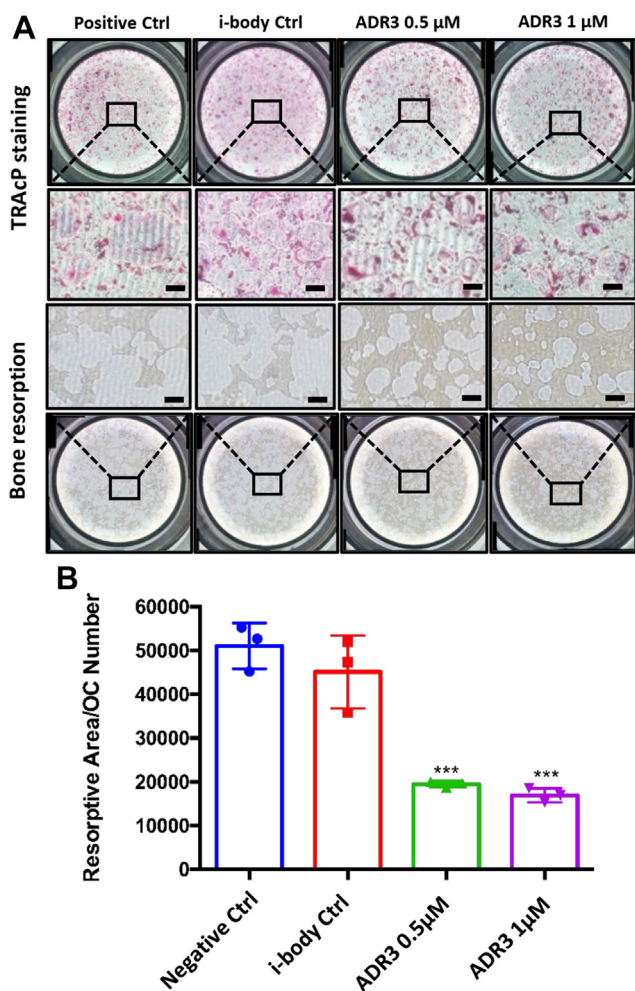 A
Positive Ctrl i-body Ctrl ADR3 0.5 µM ADR3 1 µM
TRAcP staining
Bone resorption
B
Resorptive Area/OC Number
60000
50000
40000
30000
20000
10000
0
*** ***
Negative Ctrl
i-body Ctrl
ADR3 0.5µM
ADR3 1µM